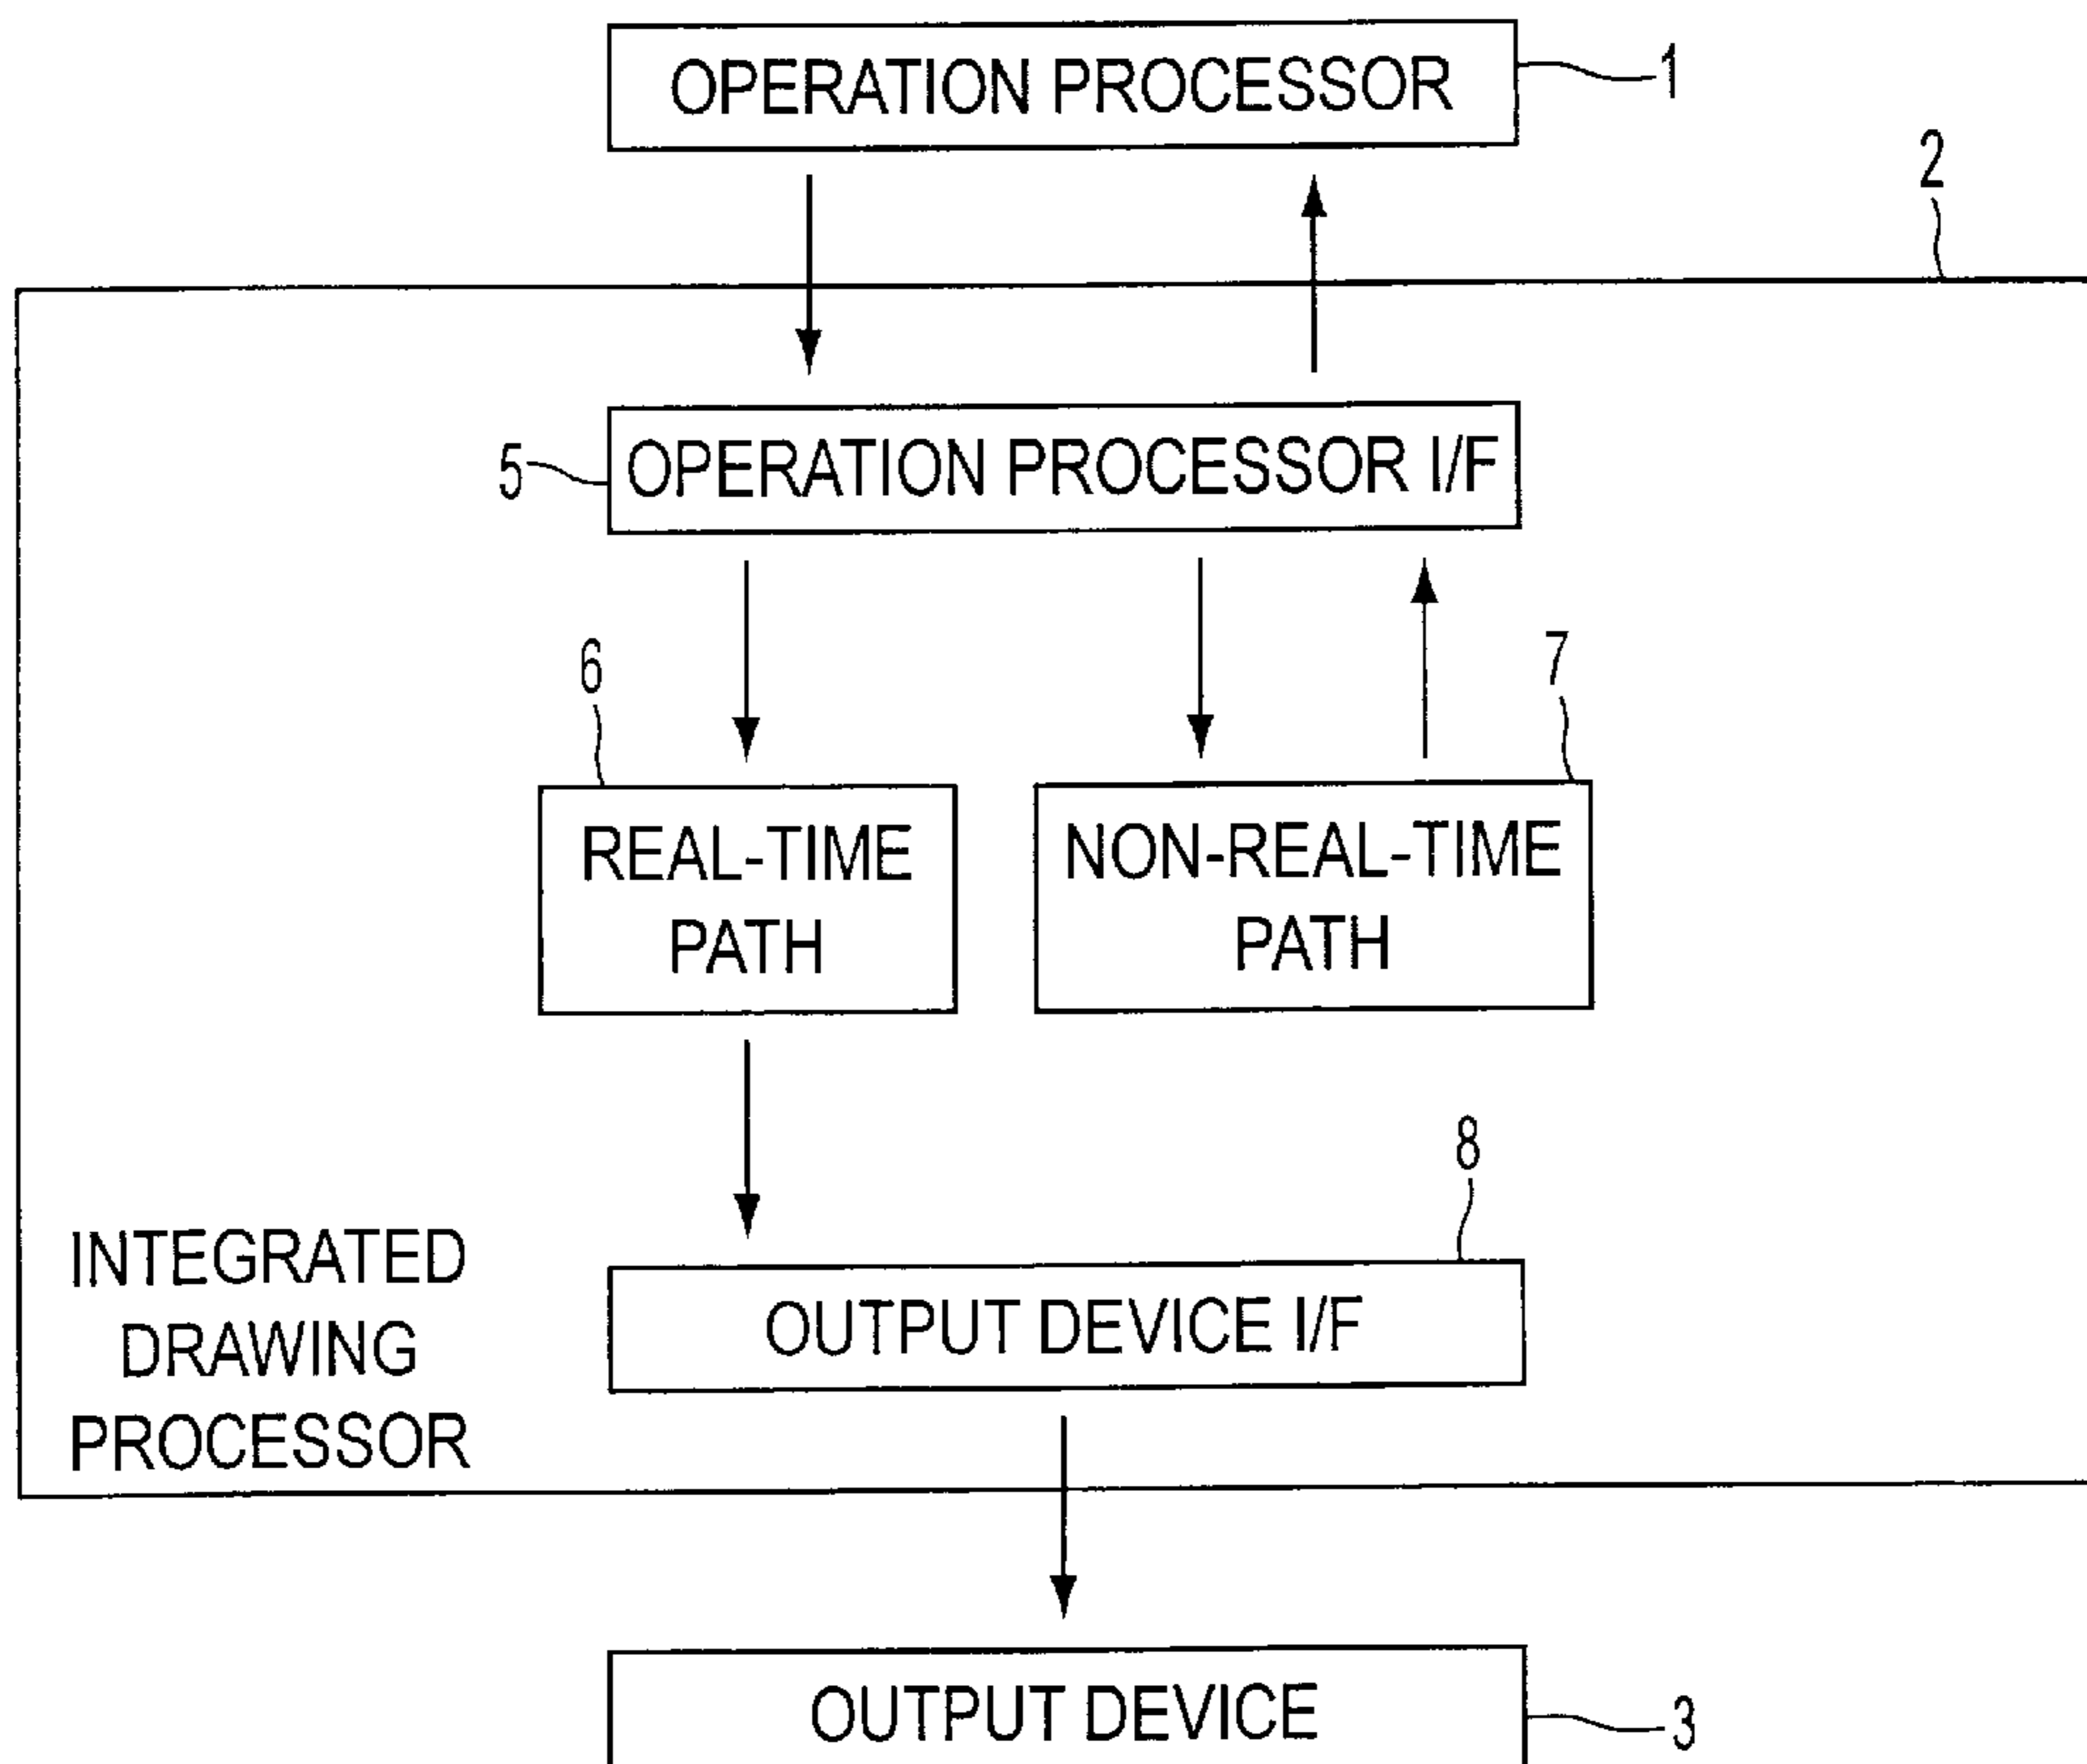 OPERATION PROCESSOR
1
2
OPERATION PROCESSOR I/F
5
6
7
REAL-TIME
PATH
NON-REAL-TIME
PATH
8
INTEGRATED
DRAWING
PROCESSOR
OUTPUT DEVICE I/F
OUTPUT DEVICE
3